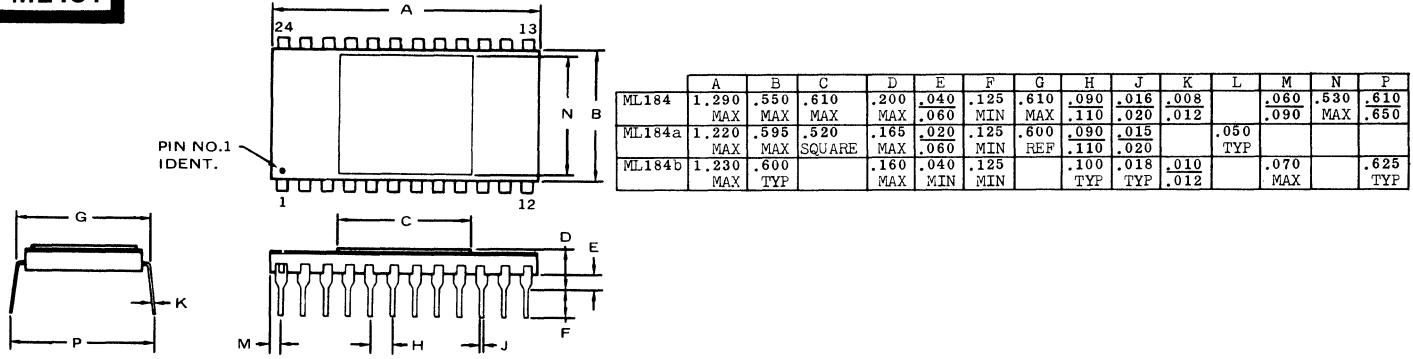 A
24 13
N B
PIN NO.1
IDENT.
1 12
G
K
P
C
D
E
F
M
H
J
A B C D E F G H J K L M N P
ML184 1.290 .550 .610 .200 .040 .125 .610 .090 .016 .008 .060 .530 .610
MAX MAX MAX MAX .060 MIN MAX .110 .020 .012 .090 MAX .650
ML184a 1.220 .595 .520 .165 .020 .125 .600 .090 .015 .050
MAX MAX SQUARE MAX .060 MIN REF .110 .020 TYP
ML184b 1.230 .600 .160 .040 .125 .100 .018 .010 .070 .625
MAX TYP MAX MIN MIN TYP TYP .012 MAX TYP